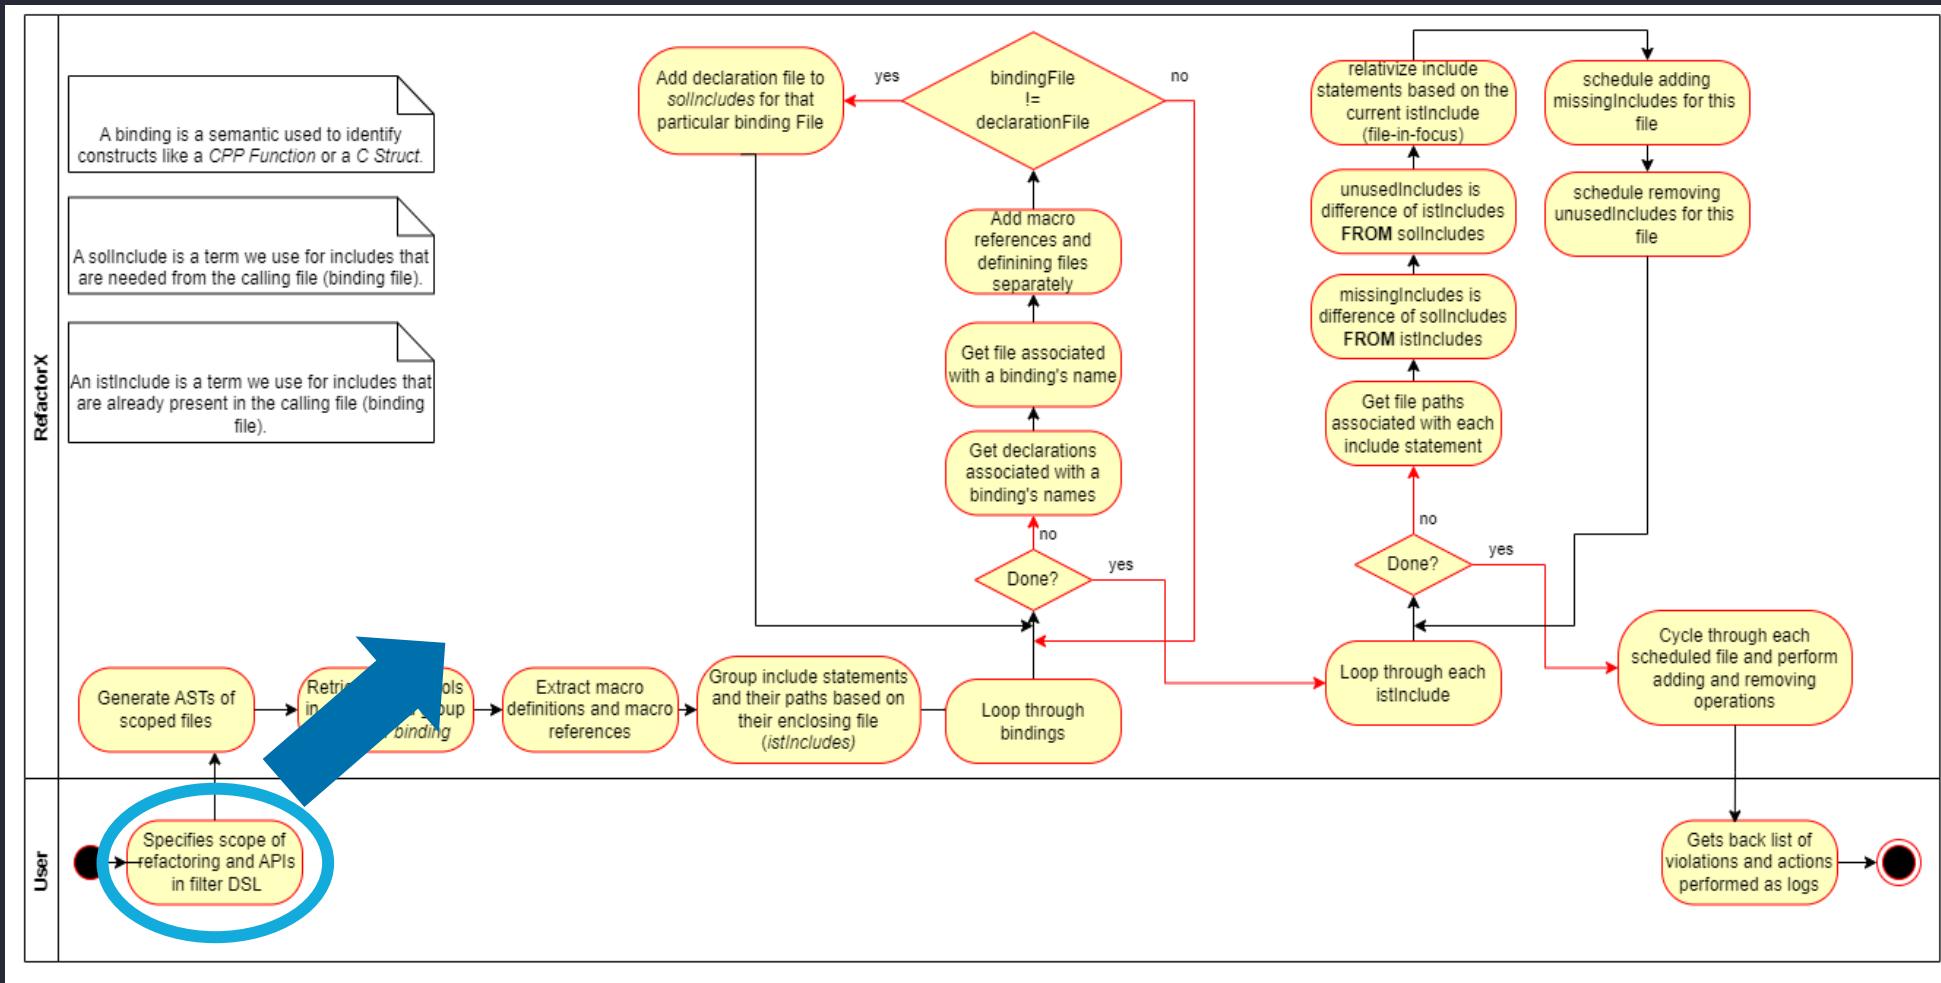 RefactorX
A binding is a semantic used to identify
constructs like a CPP Function or a C Struct.
A solInclude is a term we use for includes that
are needed from the calling file (binding file).
An istInclude is a term we use for includes that
are already present in the calling file (binding
file).
Add declaration file to
solIncludes for that
particular binding File
yes
bindingFile
!=
declarationFile
no
Add macro
references and
definining files
separately
Get file associated
with a binding's name
Get declarations
associated with a
binding's names
no
Done?
yes
relativize include
statements based on the
current istInclude
(file-in-focus)
schedule adding
missingIncludes for this
file
unusedIncludes is
difference of istIncludes
FROM solIncludes
schedule removing
unusedIncludes for this
file
missingIncludes is
difference of solIncludes
FROM istIncludes
Get file paths
associated with each
include statement
no
Done?
yes
Generate ASTs of
scoped files
in
binding
Extract macro
definitions and macro
references
Group include statements
and their paths based on
their enclosing file
(istIncludes)
Loop through
bindings
Loop through each
istInclude
Cycle through each
scheduled file and perform
adding and removing
operations
User
Specifies scope of
refactoring and APIs
in filter DSL
Gets back list of
violations and actions
performed as logs